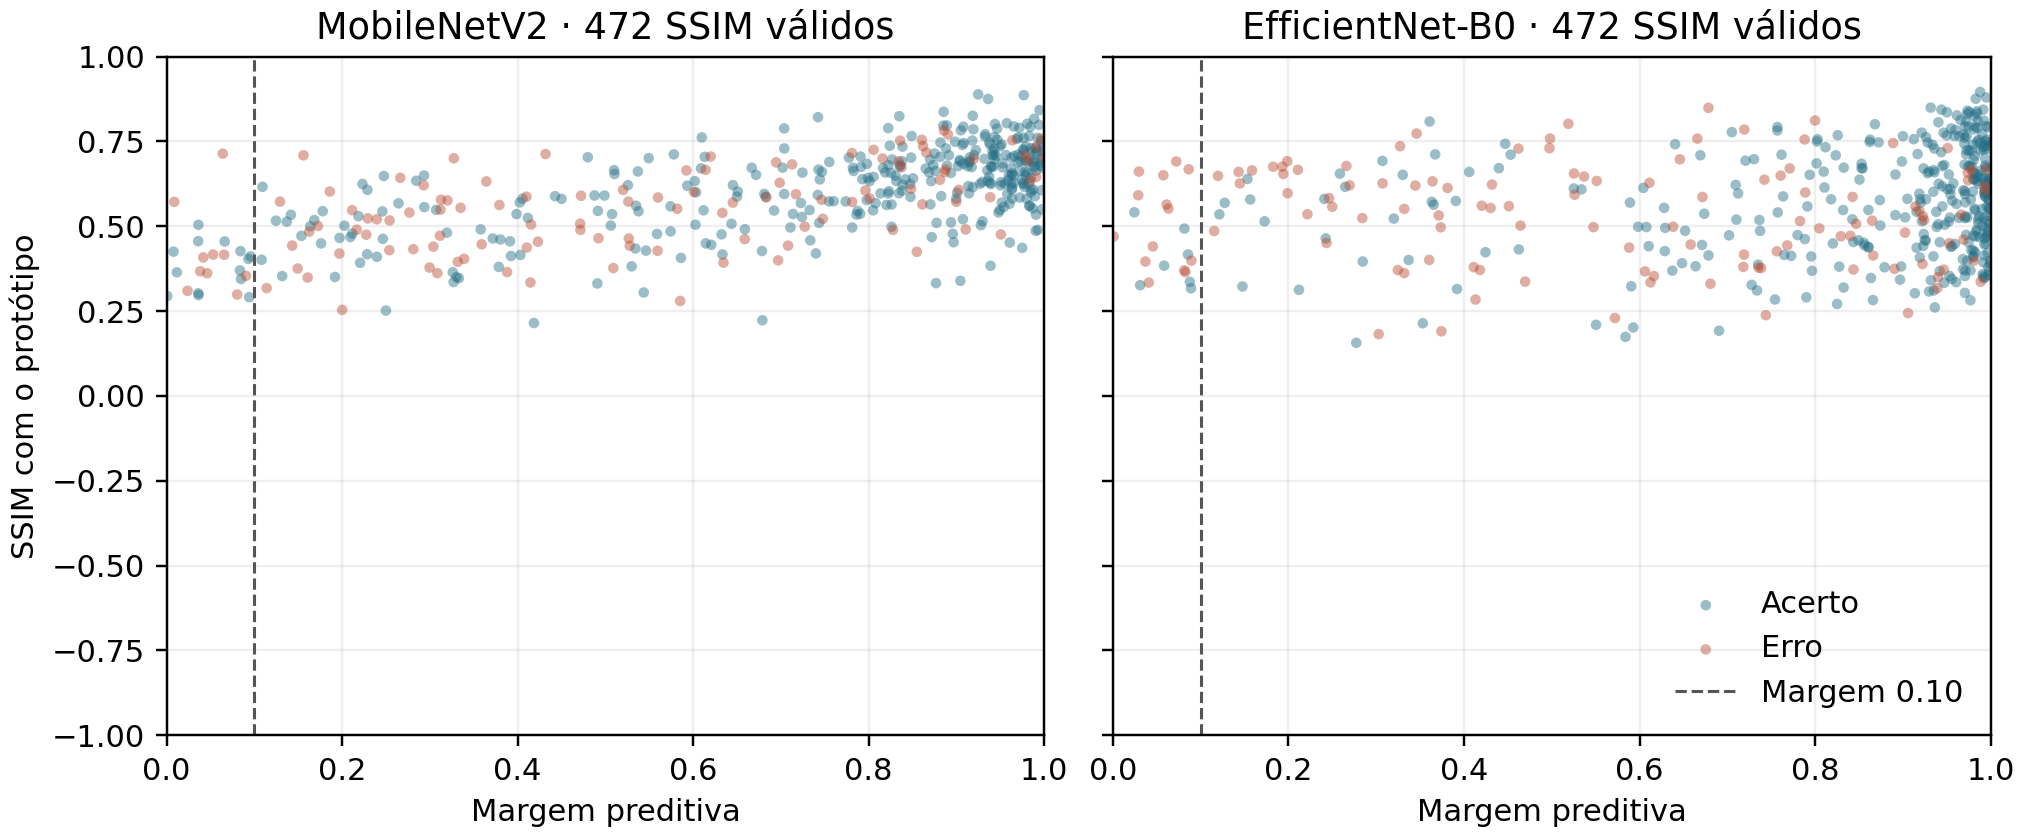 MobileNetV2 · 472 SSIM válidos
EfficientNet-B0 · 472 SSIM válidos
SSIM com o protótipo
1.00
0.75
0.50
0.25
0.00
−0.25
−0.50
−0.75
−1.00
0.0 0.2 0.4 0.6 0.8 1.0
Margem preditiva
0.0 0.2 0.4 0.6 0.8 1.0
Margem preditiva
Acerto
Erro
Margem 0.10